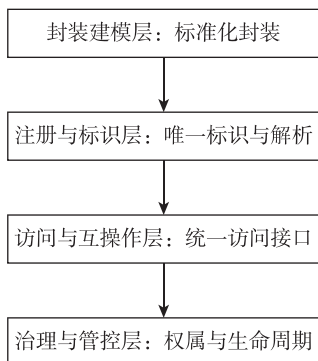 封装建模层：标准化封装
注册与标识层：唯一标识与解析
访问与互操作层：统一访问接口
治理与管控层：权属与生命周期